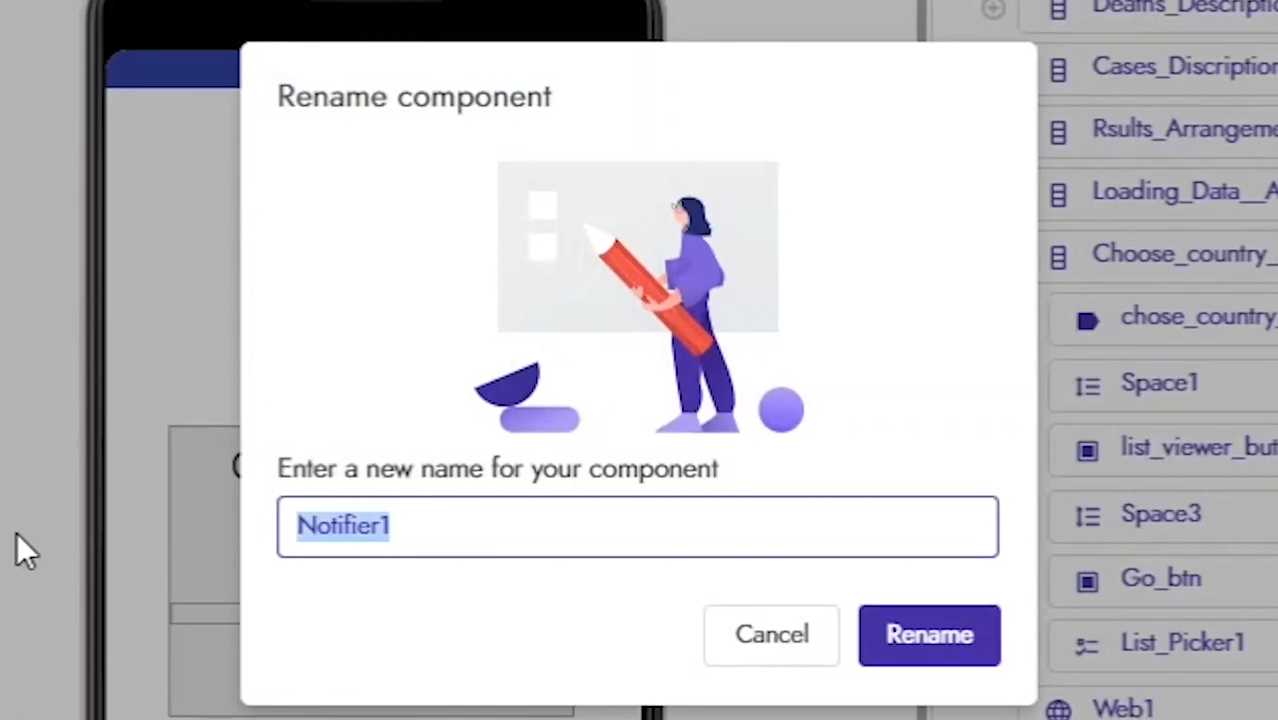 Rename component
Enter a new name for your component
Notifier1
Cancel
Rename
Cases_Discription
Loading_Data__A
Choose_country_
chose_country_
Space1
list_viewer_but
Space3
Go_btn
List_Picker1
Web1